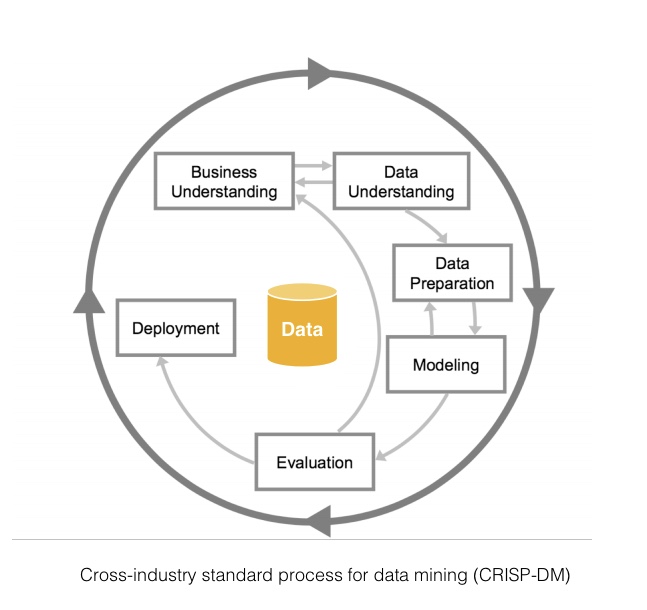 Business
Understanding
Data
Understanding
Data
Preparation
Deployment
Data
Modeling
Evaluation
Cross-industry standard process for data mining (CRISP-DM)